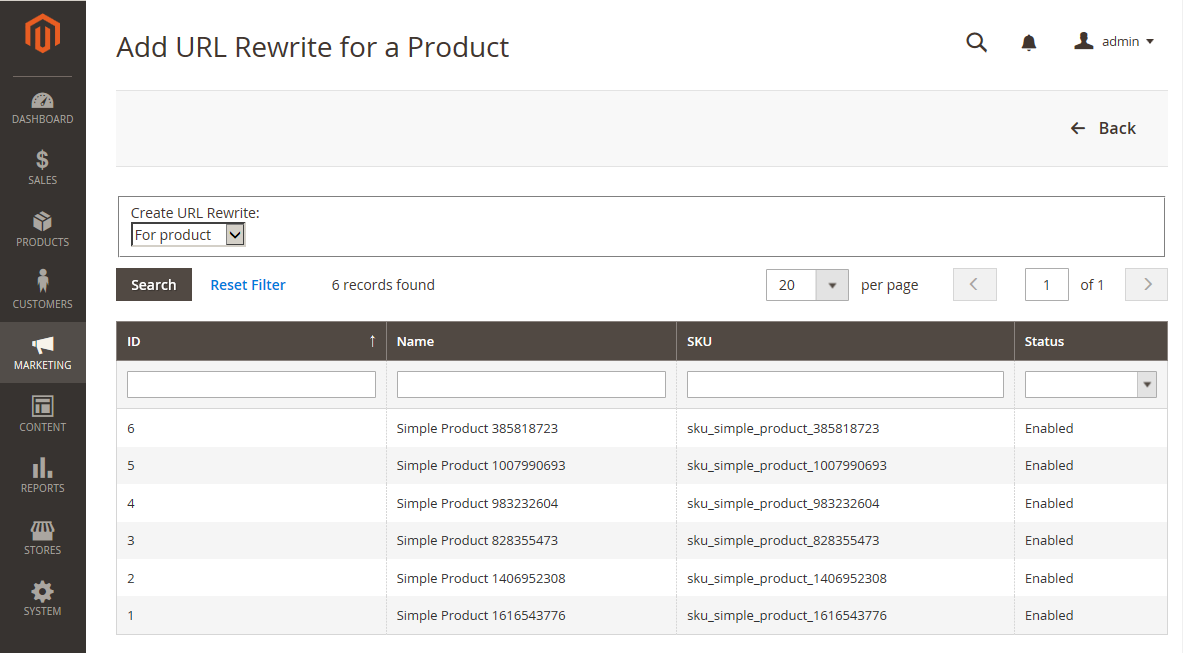 Add URL Rewrite for a Product
admin
DASHBOARD
SALES
PRODUCTS
CUSTOMERS
MARKETING
CONTENT
REPORTS
STORES
SYSTEM
Back
Create URL Rewrite:
For product
Search Reset Filter 6 records found 20 per page 1 of 1
ID Name SKU Status
6 Simple Product 385818723 sku_simple_product_385818723 Enabled
5 Simple Product 1007990693 sku_simple_product_1007990693 Enabled
4 Simple Product 983232604 sku_simple_product_983232604 Enabled
3 Simple Product 828355473 sku_simple_product_828355473 Enabled
2 Simple Product 1406952308 sku_simple_product_1406952308 Enabled
1 Simple Product 1616543776 sku_simple_product_1616543776 Enabled